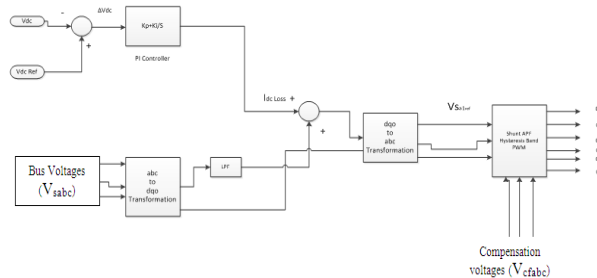 Vdc
-
ΔVdc
+
Vdc Ref
Kp+Ki/S
PI Controller
Idc Loss +
+
Bus Voltages
(Vsabc)
abc
to
dqo
Transformation
LPF
dqo
to
abc
Transformation
Shunt APF
Hysteresis Band
PWM
Compensation
voltages (Vcfabc)